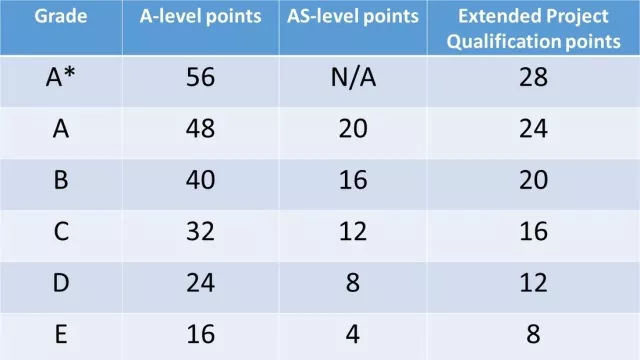 Grade A-level points AS-level points Extended Project
Qualification points
A* 56 N/A 28
A 48 20 24
B 40 16 20
C 32 12 16
D 24 8 12
E 16 4 8